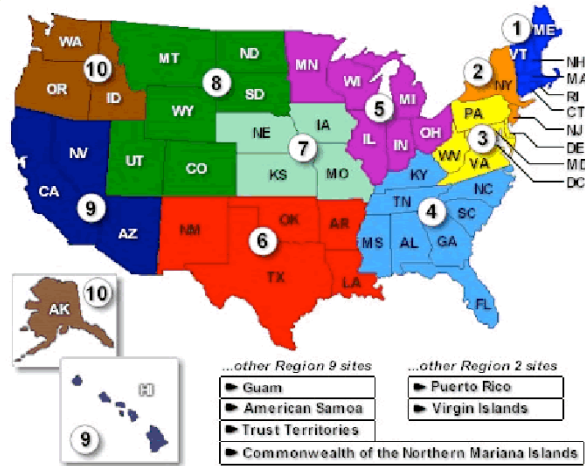 1
ME
WA
VT
NH
MT
ND
MN
MA
10
2
OR
ID
8
WI
NY
RI
SD
MI
CT
WY
5
PA
NJ
NE
IA
3
DE
NV
IL
IN
OH
WV
MD
UT
7
VA
CO
DC
KS
MO
KY
CA
NC
9
TN
4
AZ
OK
AR
SC
NM
6
MS
AL
GA
TX
LA
10
FL
AK
HI
9
...other Region 9 sites
Guam
American Samoa
Trust Territories
Commonwealth of the Northern Mariana Islands
...other Region 2 sites
Puerto Rico
Virgin Islands